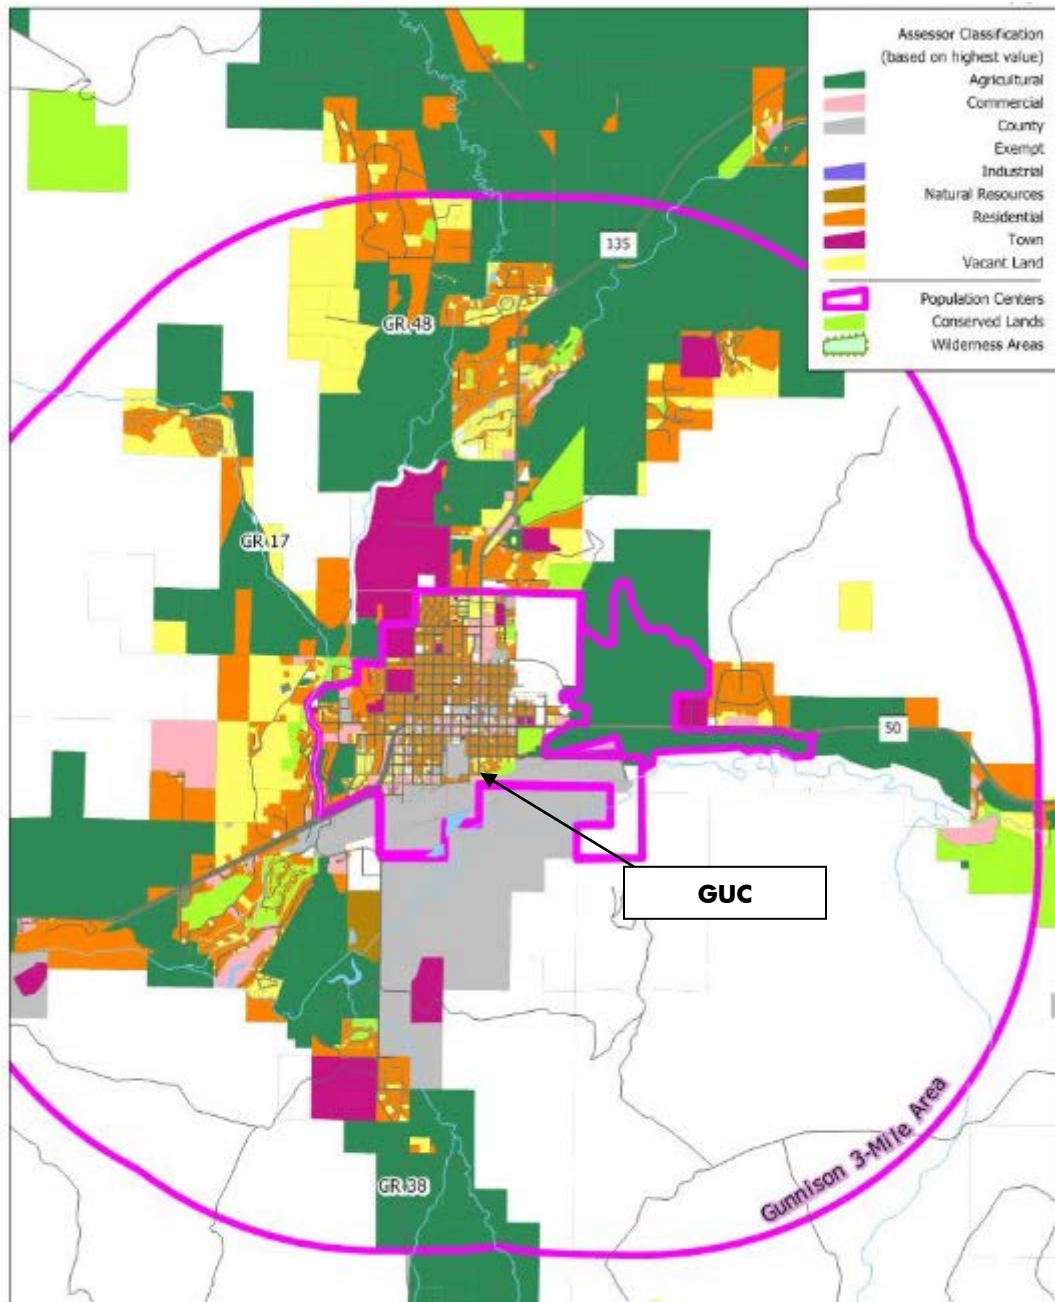 Assessor Classification
(based on highest value)
Agricultural
Commercial
County
Exempt
Industrial
Natural Resources
Residential
Town
Vacant Land
Population Centers
Conserved Lands
Wilderness Areas
135
GR 48
GR 17
50
GUC
Gunnison 3-Mile Area
GR 38